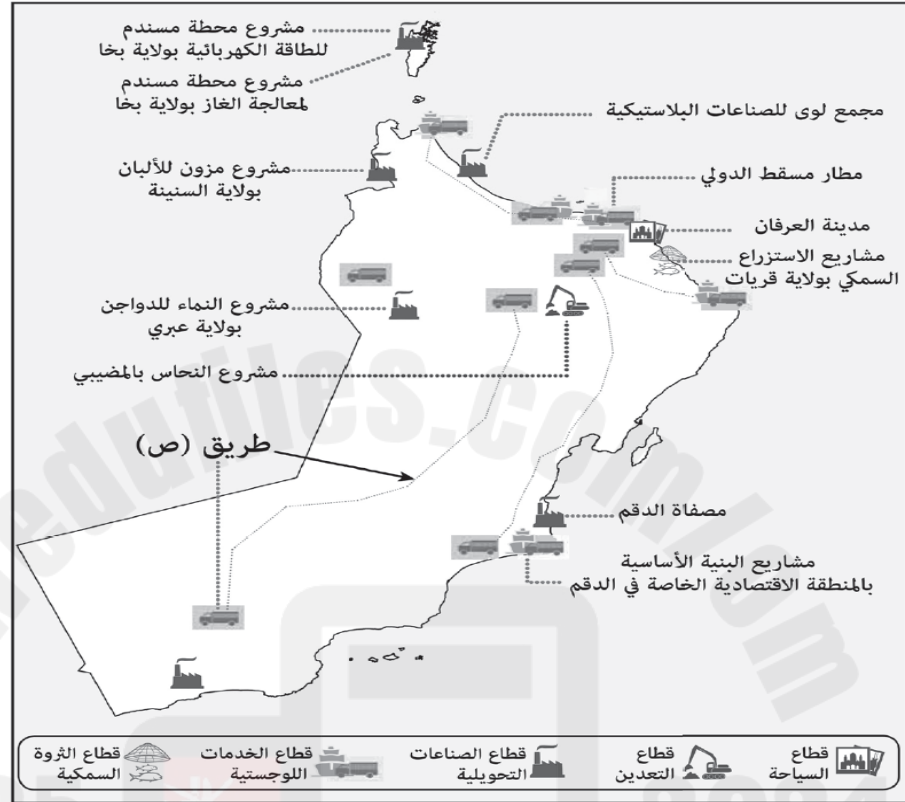 مشروع محطة مسندم
للطاقة الكهربائية بولاية بخا
مشروع محطة مسندم
لمعالجة الغاز بولاية بخا
مجمع لوى للصناعات البلاستيكية
مشروع مزون للألبان
بولاية السنينة
مطار مسقط الدولي
مدينة العرفان
مشاريع الاستزراع
السمكي بولاية قريات
مشروع النماء للدواجن
بولاية عبري
مشروع النحاس بالمضيبي
طريق (ص)
مصفاة الدقم
مشاريع البنية الأساسية
بالمنطقة الاقتصادية الخاصة في الدقم
قطاع
السياحة
قطاع
التعدين
قطاع الصناعات
التحويلية
قطاع الخدمات
اللوجستية
قطاع الثروة
السمكية
edufiles.com/om